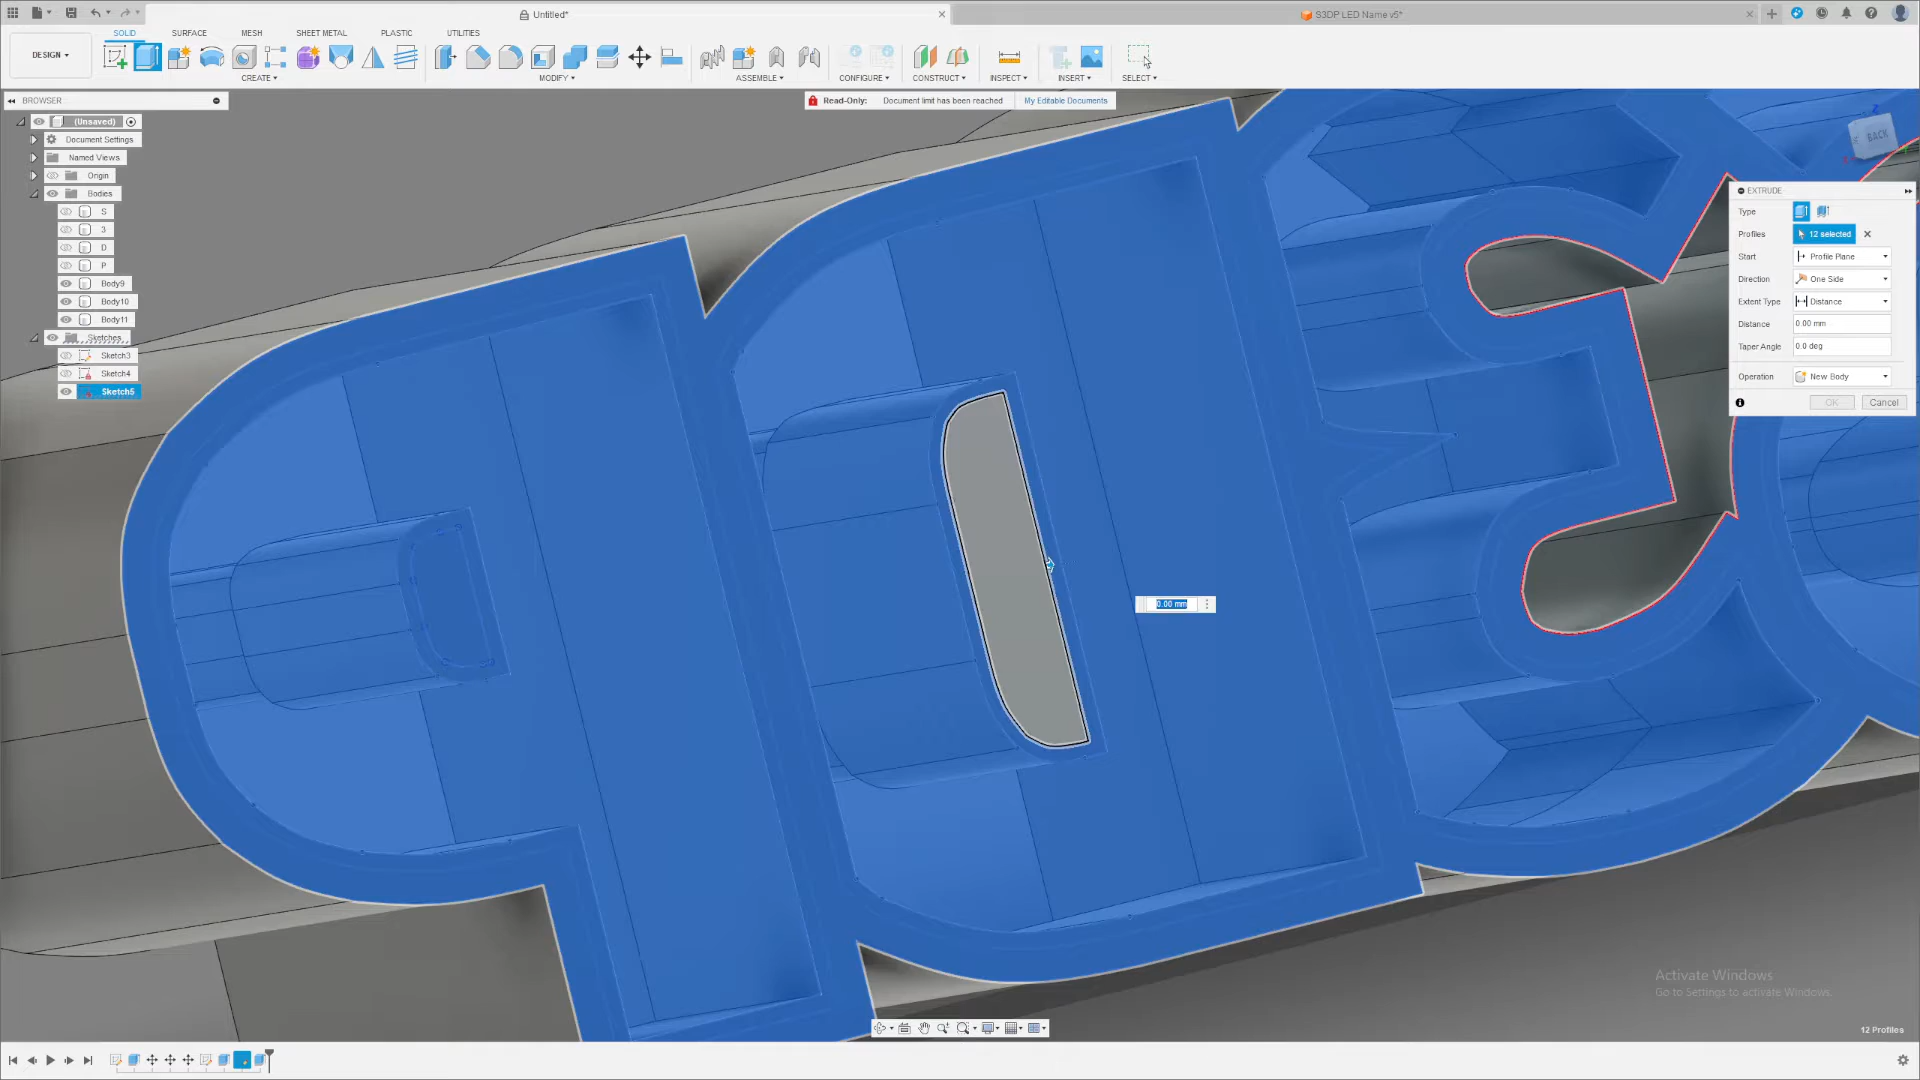 Untitled*
S3DP LED Name v5*
DESIGN
SOLID
SURFACE
MESH
SHEET METAL
PLASTIC
UTILITIES
CREATE
MODIFY
ASSEMBLE
CONFIGURE
CONSTRUCT
INSPECT
INSERT
SELECT
BROWSER
Read-Only: Document limit has been reached My Editable Documents
(Unsaved)
Document Settings
Named Views
Origin
Bodies
S
3
D
P
Body9
Body10
Body11
Sketches
Sketch3
Sketch4
Sketch5
BACK
EXTRUDE
Type
Profiles 12 selected
Start Profile Plane
Direction One Side
Extent Type Distance
Distance 0.00 mm
Taper Angle 0.0 deg
Operation New Body
OK Cancel
0.00 mm
Activate Windows
Go to Settings to activate Windows.
12 Profiles